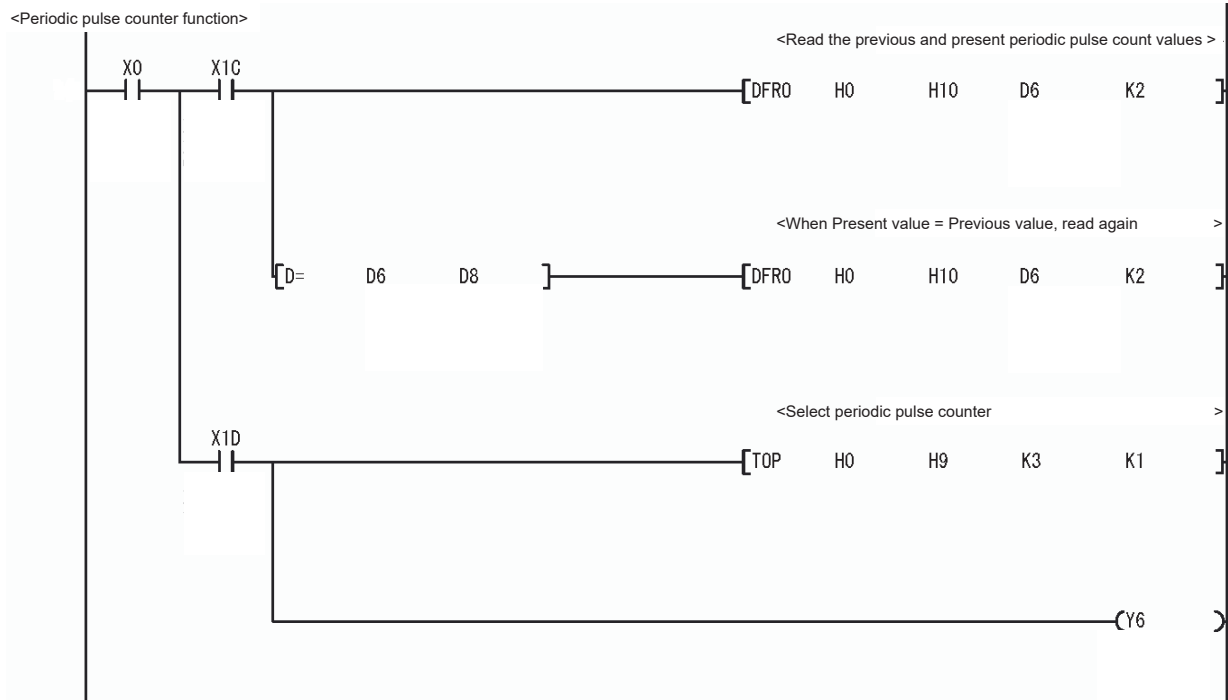 <Periodic pulse counter function>
<Read the previous and present periodic pulse count values >
X0 X1C
[DFRO H0 H10 D6 K2 ]
<When Present value = Previous value, read again >
[D= D6 D8 ] [DFRO H0 H10 D6 K2 ]
<Select periodic pulse counter >
X1D
[TOP H0 H9 K3 K1 ]
(Y6 )